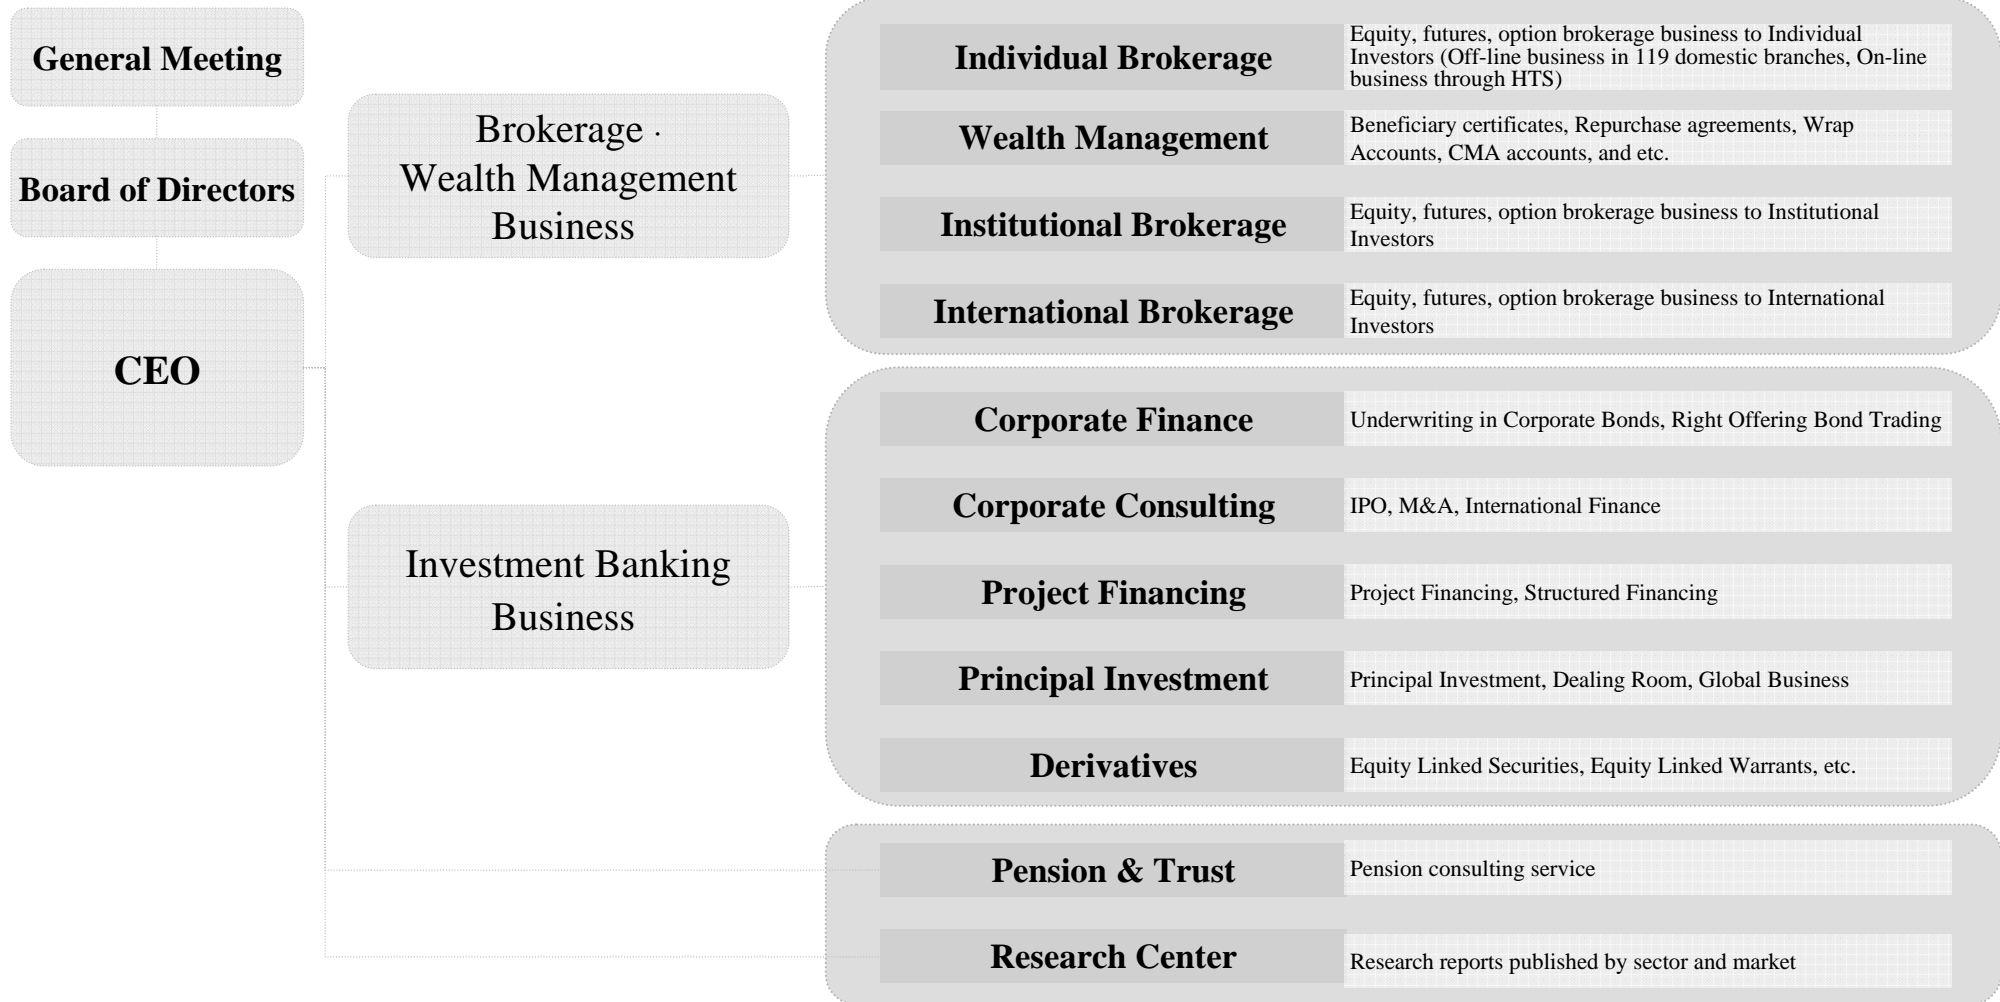 General Meeting
Board of Directors
CEO
Brokerage ·
Wealth Management
Business
Individual Brokerage
Equity, futures, option brokerage business to Individual
Investors (Off-line business in 119 domestic branches, On-line
business through HTS)
Wealth Management
Beneficiary certificates, Repurchase agreements, Wrap
Accounts, CMA accounts, and etc.
Institutional Brokerage
Equity, futures, option brokerage business to Institutional
Investors
International Brokerage
Equity, futures, option brokerage business to International
Investors
Investment Banking
Business
Corporate Finance
Underwriting in Corporate Bonds, Right Offering Bond Trading
Corporate Consulting
IPO, M&A, International Finance
Project Financing
Project Financing, Structured Financing
Principal Investment
Principal Investment, Dealing Room, Global Business
Derivatives
Equity Linked Securities, Equity Linked Warrants, etc.
Pension & Trust
Pension consulting service
Research Center
Research reports published by sector and market